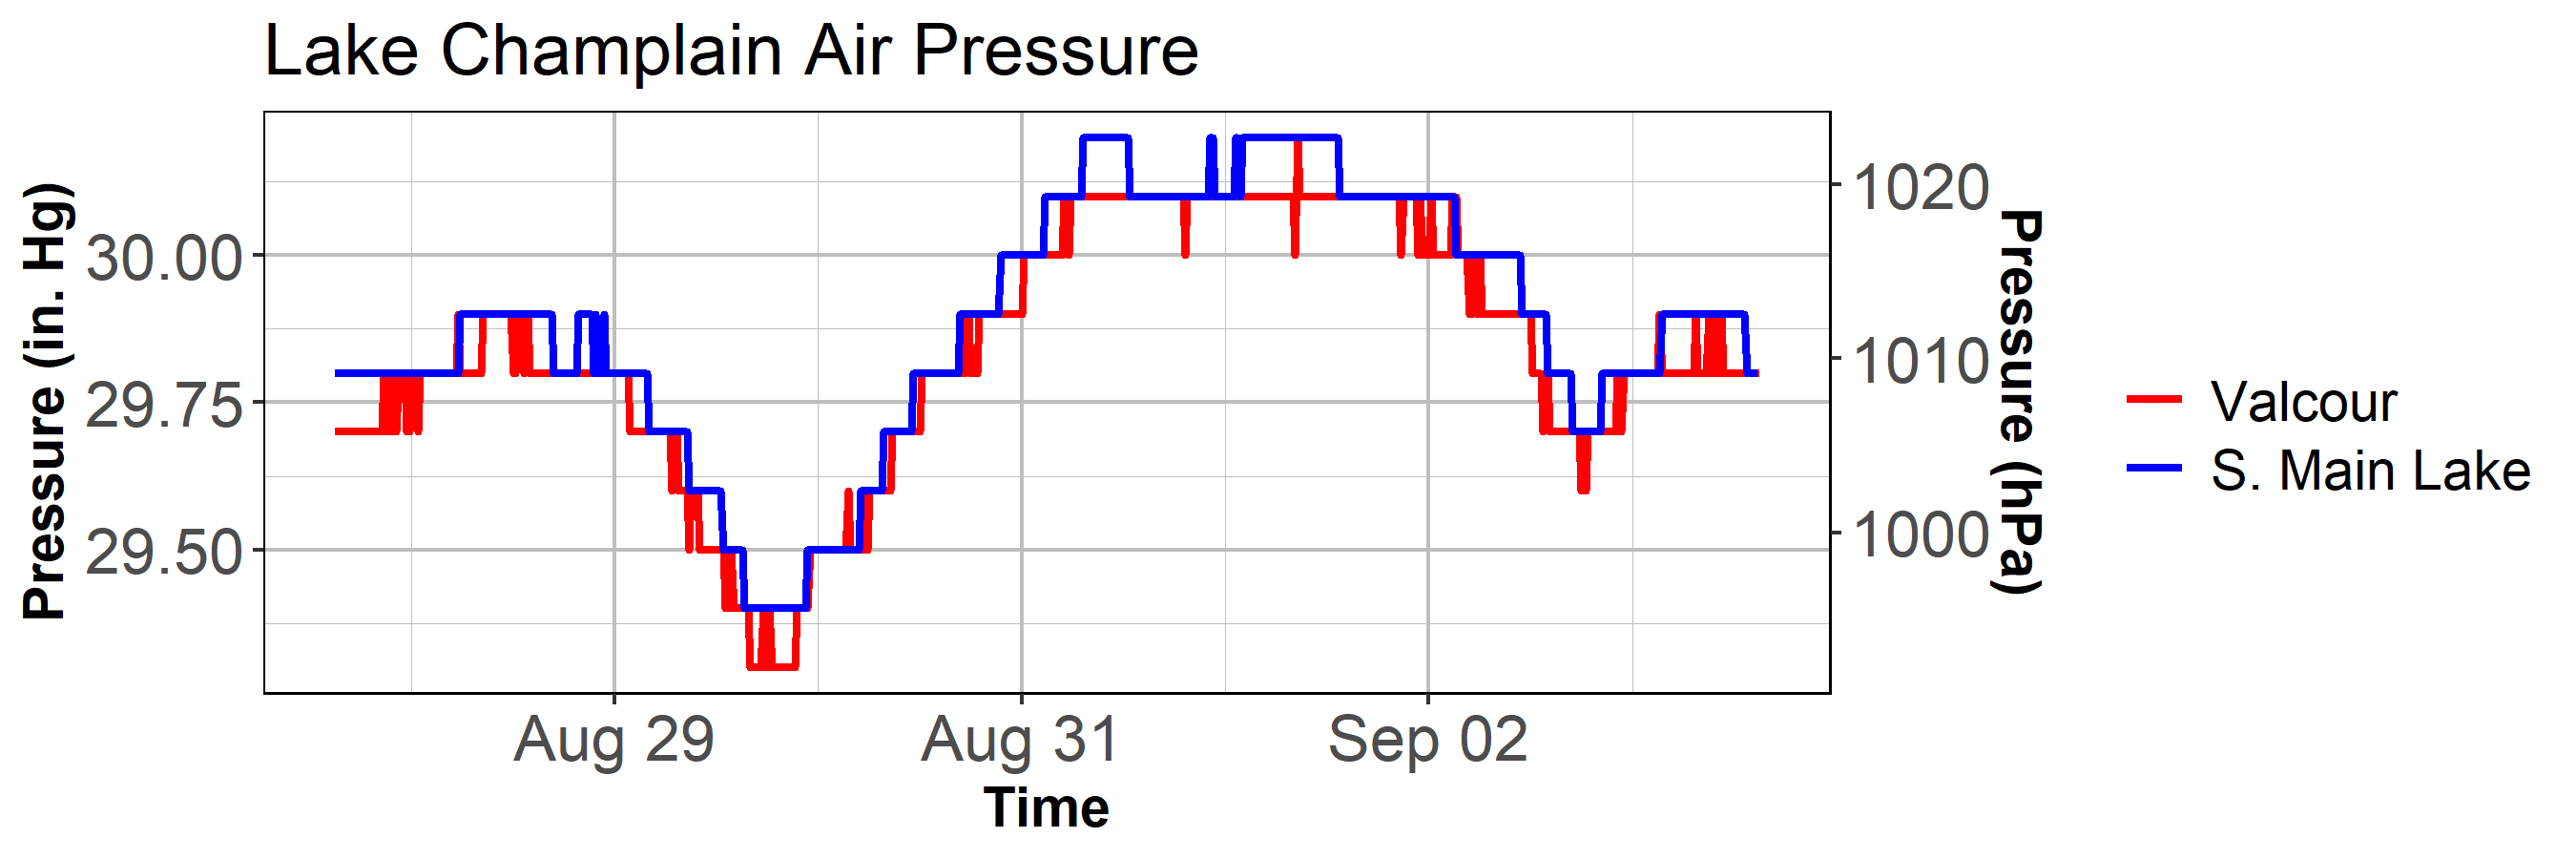 Lake Champlain Air Pressure
Pressure (in. Hg)
30.00
29.75
29.50
1020
1010
1000
Pressure (hPa)
Aug 29
Aug 31
Sep 02
Time
Valcour
S. Main Lake